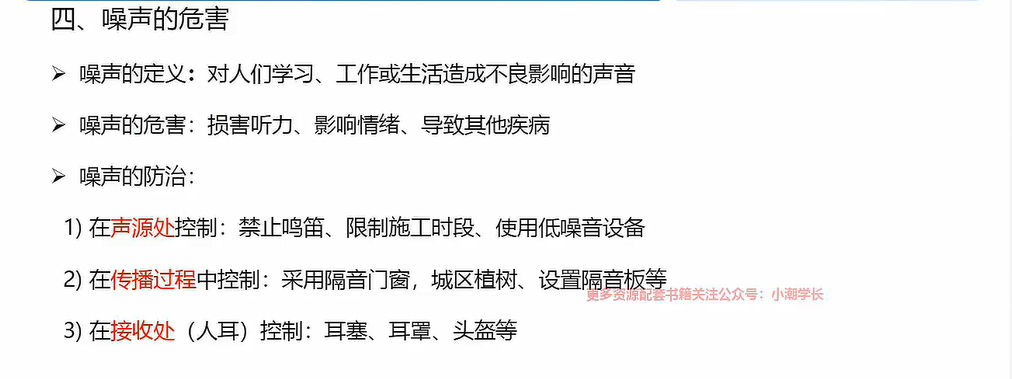 四、噪声的危害
➢ 噪声的定义：对人们学习、工作或生活造成不良影响的声音
➢ 噪声的危害：损害听力、影响情绪、导致其他疾病
➢ 噪声的防治：
1) 在声源处控制：禁止鸣笛、限制施工时段、使用低噪音设备
2) 在传播过程中控制：采用隔音门窗，城区植树、设置隔音板等
更多资源配套书籍关注公众号：小潮学长
3) 在接收处（人耳）控制：耳塞、耳罩、头盔等